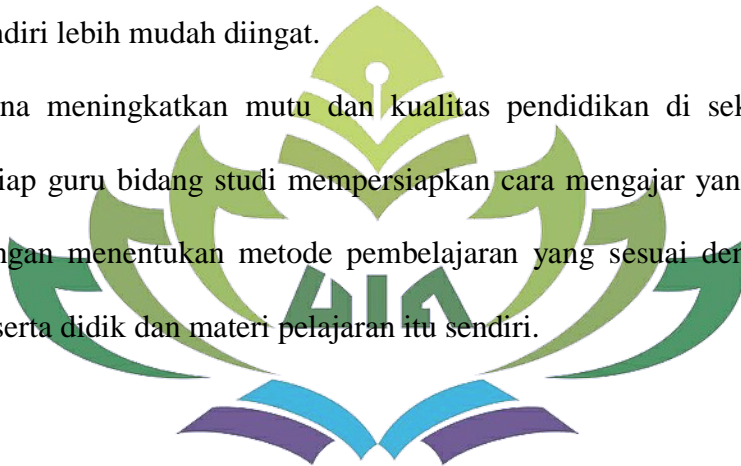 ndiri lebih mudah diingat.
na meningkatkan mutu dan kualitas pendidikan di sek
iap guru bidang studi mempersiapkan cara mengajar yan
ngan menentukan metode pembelajaran yang sesuai der
serta didik dan materi pelajaran itu sendiri.
UIN